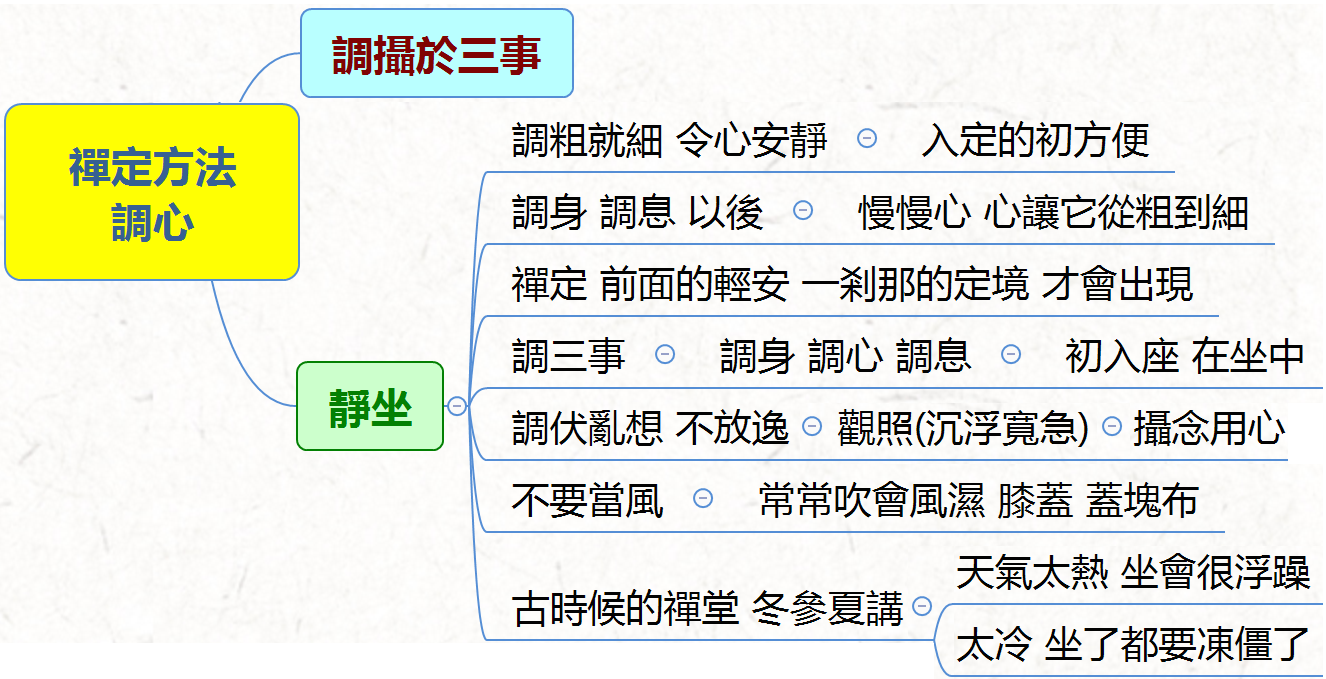 調攝於三事
禪定方法
調心
調粗就細 令心安靜 入定的初方便
調身 調息 以後 慢慢心 心讓它從粗到細
禪定 前面的輕安 一剎那的定境 才會出現
調三事 調身 調心 調息 初入座 在坐中
靜坐
調伏亂想 不放逸 觀照(沉浮寬急) 攝念用心
不要當風 常常吹會風濕 膝蓋 蓋塊布
古時候的禪堂 冬參夏講
天氣太熱 坐會很浮躁
太冷 坐了都要凍僵了